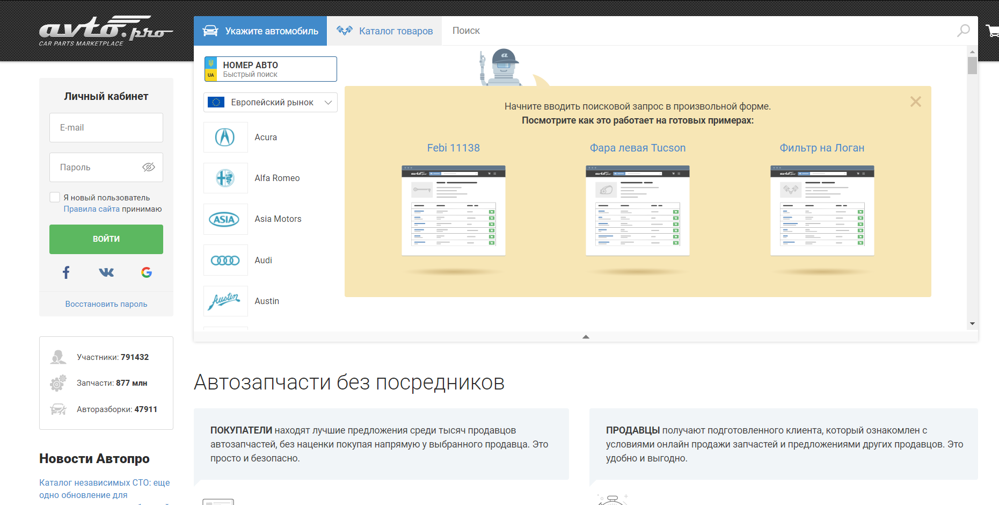 avto.pro
CAR PARTS MARKETPLACE
Укажите автомобиль
Каталог товаров
Поиск
UA
НОМЕР АВТО
Быстрый поиск
Европейский рынок
Acura
Alfa Romeo
ASIA
Asia Motors
Audi
Austin
Austin
Начните вводить поисковой запрос в произвольной форме.
Посмотрите как это работает на готовых примерах:
Febi 11138
Фара левая Tucson
Фильтр на Логан
Личный кабинет
E-mail
Пароль
Я новый пользователь
Правила сайта принимаю
ВОЙТИ
Восстановить пароль
Участники: 791432
Запчасти: 877 млн
Авторазборки: 47911
Новости Автопро
Каталог независимых СТО: еще
одно обновление для
Автозапчасти без посредников
ПОКУПАТЕЛИ находят лучшие предложения среди тысяч продавцов
автозапчастей, без наценки покупая напрямую у выбранного продавца. Это
просто и безопасно.
ПРОДАВЦЫ получают подготовленного клиента, который ознакомлен с
условиями онлайн продажи запчастей и предложениями других продавцов. Это
удобно и выгодно.